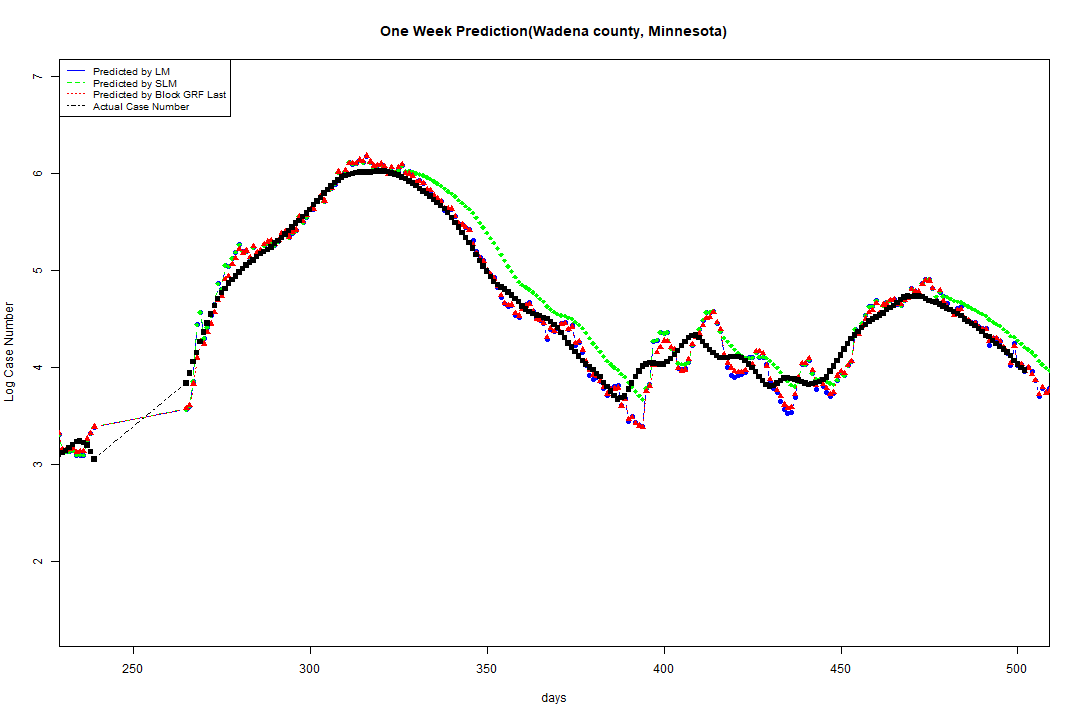 One Week Prediction(Wadena county, Minnesota)
Predicted by LM
Predicted by SLM
Predicted by Block GRF Last
Actual Case Number
7
6
5
4
3
2
Log Case Number
250 300 350 400 450 500
days